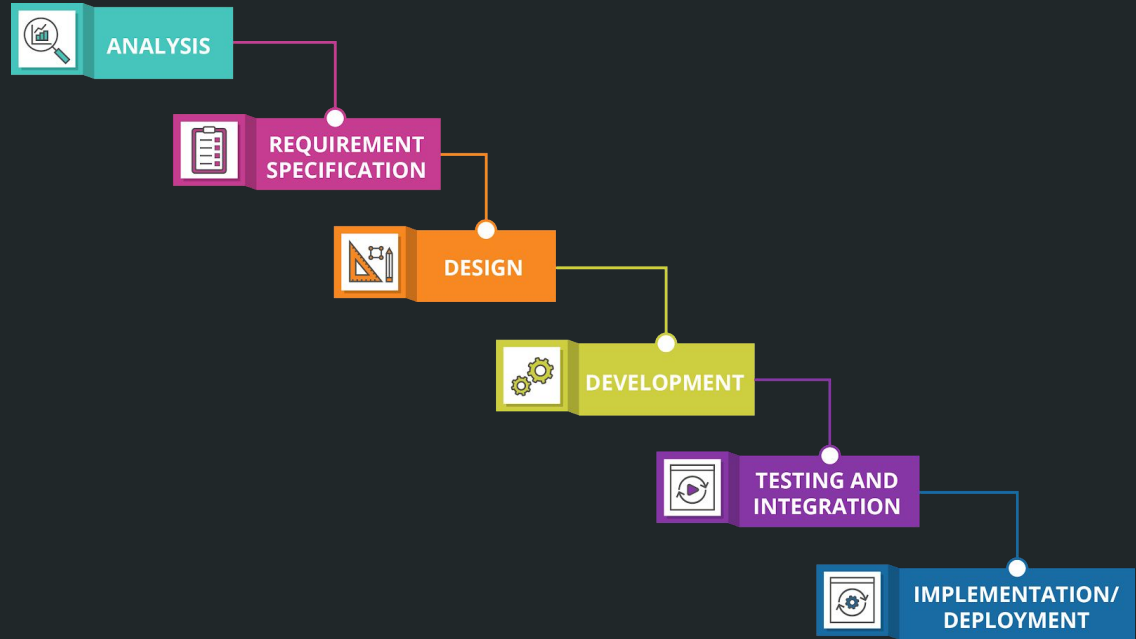 ANALYSIS
REQUIREMENT
SPECIFICATION
DESIGN
DEVELOPMENT
TESTING AND
INTEGRATION
IMPLEMENTATION/
DEPLOYMENT